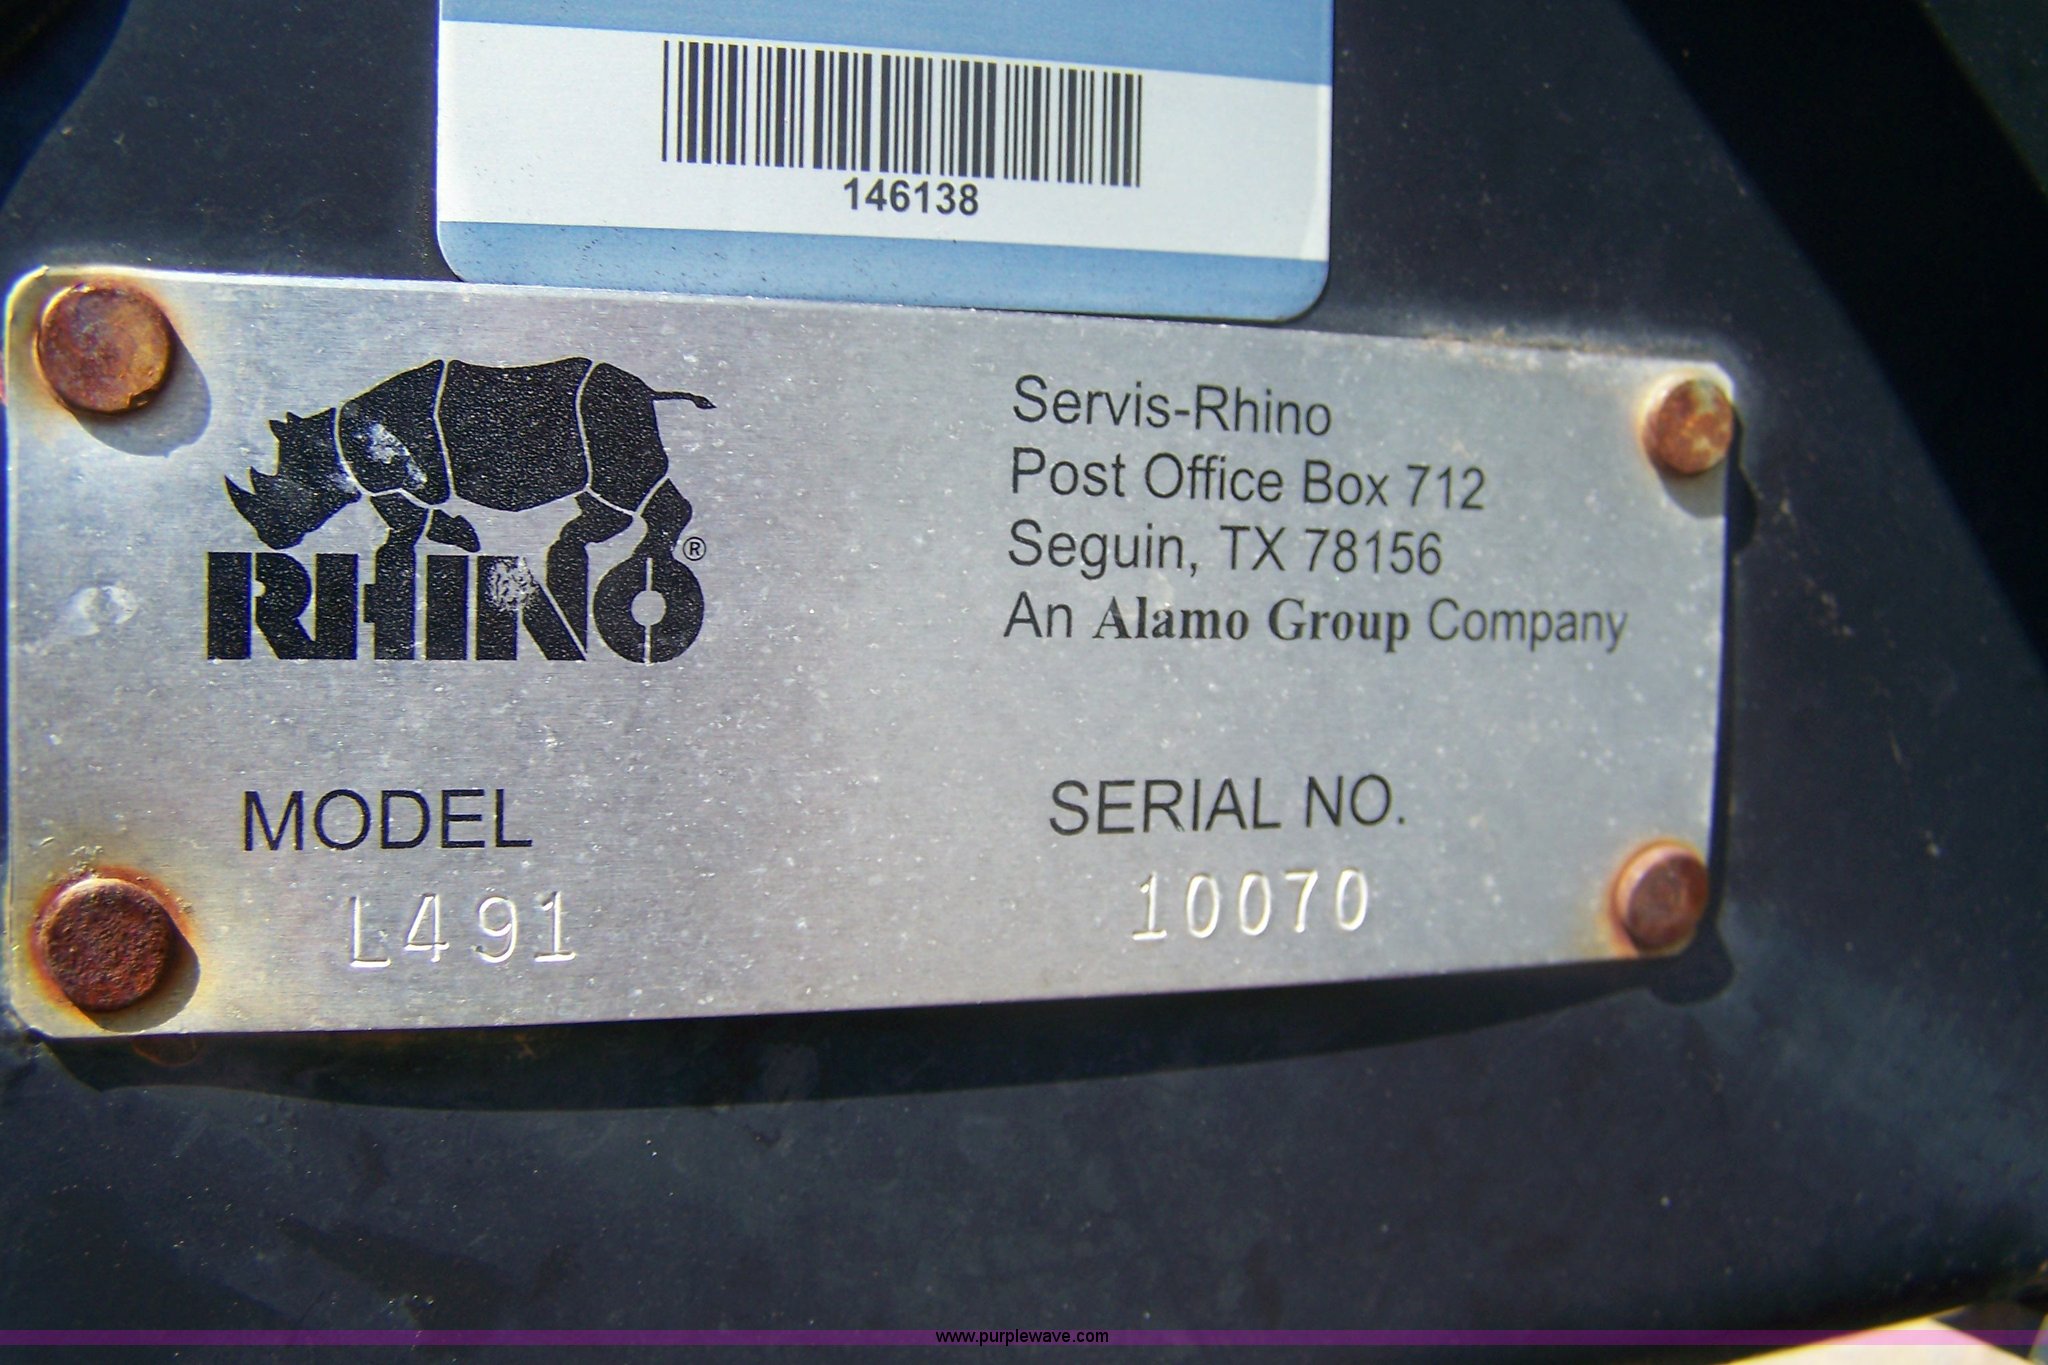 146138
RHINO®
Servis-Rhino
Post Office Box 712
Seguin, TX 78156
An Alamo Group Company
MODEL
L491
SERIAL NO.
10070
www.purplewave.com